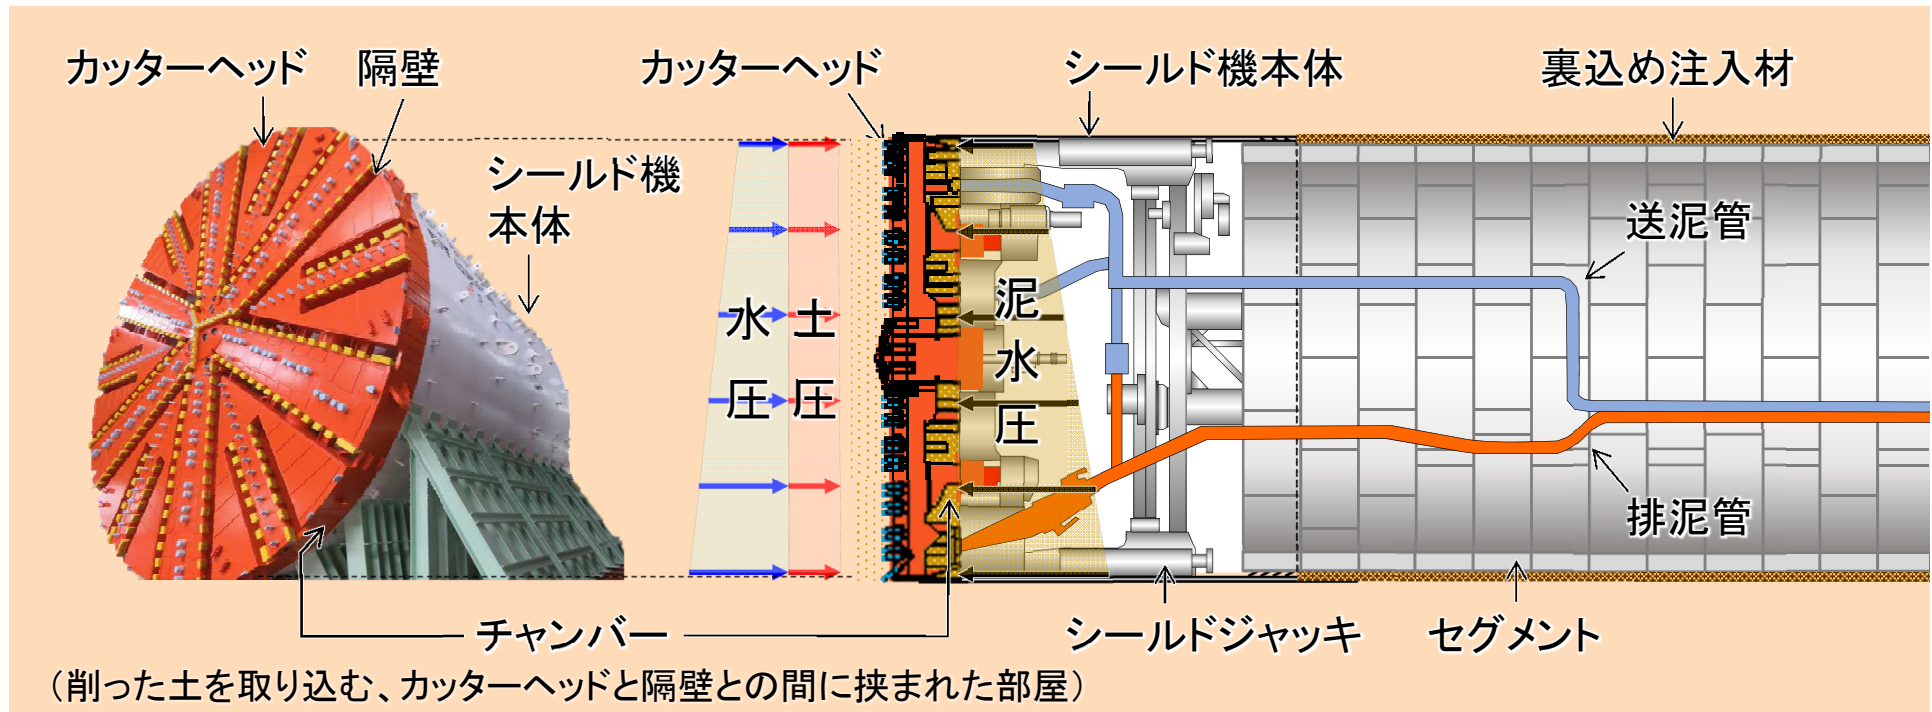 カッターヘッド
隔壁
カッターヘッド
シールド機本体
裏込め注入材
シールド機
本体
送泥管
水圧
土圧
泥水圧
排泥管
チャンバー
シールドジャッキ
セグメント
（削った土を取り込む、カッターヘッドと隔壁との間に挟まれた部屋）